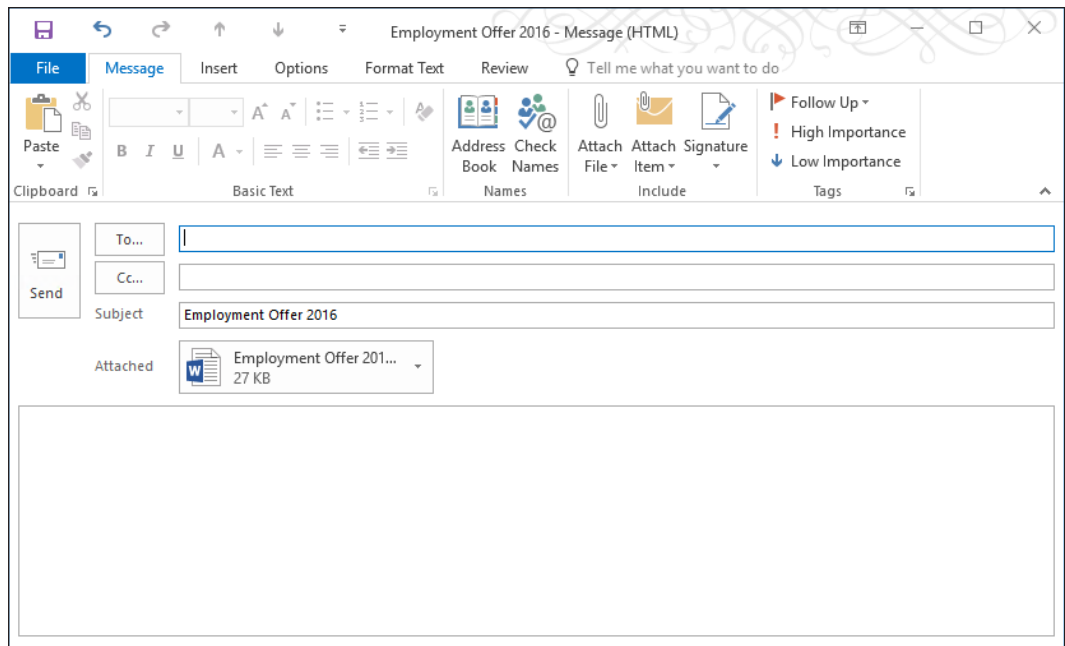 Employment Offer 2016 - Message (HTML)
File Message Insert Options Format Text Review Tell me what you want to do
Paste
Clipboard
B I U A
Basic Text
Address Book
Check Names
Names
Attach File
Attach Item
Signature
Include
Follow Up
! High Importance
Low Importance
Tags
Send
To...
Cc...
Subject
Employment Offer 2016
Attached
W
Employment Offer 201...
27 KB